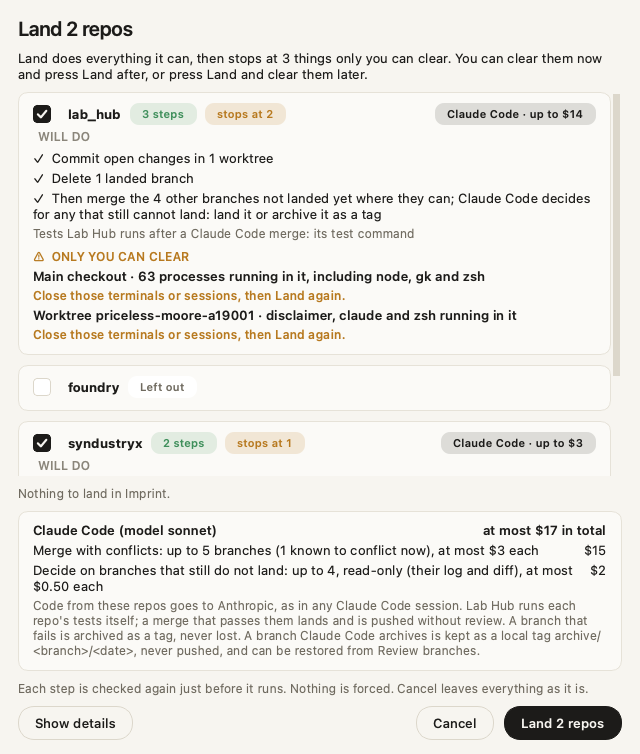 Land 2 repos
Land does everything it can, then stops at 3 things only you can clear. You can clear them now
and press Land after, or press Land and clear them later.
lab_hub 3 steps stops at 2 Claude Code · up to $14
WILL DO
✓ Commit open changes in 1 worktree
✓ Delete 1 landed branch
✓ Then merge the 4 other branches not landed yet where they can; Claude Code decides
for any that still cannot land: land it or archive it as a tag
Tests Lab Hub runs after a Claude Code merge: its test command
⚠ ONLY YOU CAN CLEAR
Main checkout · 63 processes running in it, including node, gk and zsh
Close those terminals or sessions, then Land again.
Worktree priceless-moore-a19001 · disclaimer, claude and zsh running in it
Close those terminals or sessions, then Land again.
foundry Left out
syndustryx 2 steps stops at 1 Claude Code · up to $3
WILL DO
Nothing to land in Imprint.
Claude Code (model sonnet) at most $17 in total
Merge with conflicts: up to 5 branches (1 known to conflict now), at most $3 each $15
Decide on branches that still do not land: up to 4, read-only (their log and diff), at most $2
$0.50 each
Code from these repos goes to Anthropic, as in any Claude Code session. Lab Hub runs each
repo's tests itself; a merge that passes them lands and is pushed without review. A branch that
fails is archived as a tag, never lost. A branch Claude Code archives is kept as a local tag archive/
<branch>/<date>, never pushed, and can be restored from Review branches.
Each step is checked again just before it runs. Nothing is forced. Cancel leaves everything as it is.
Show details Cancel Land 2 repos